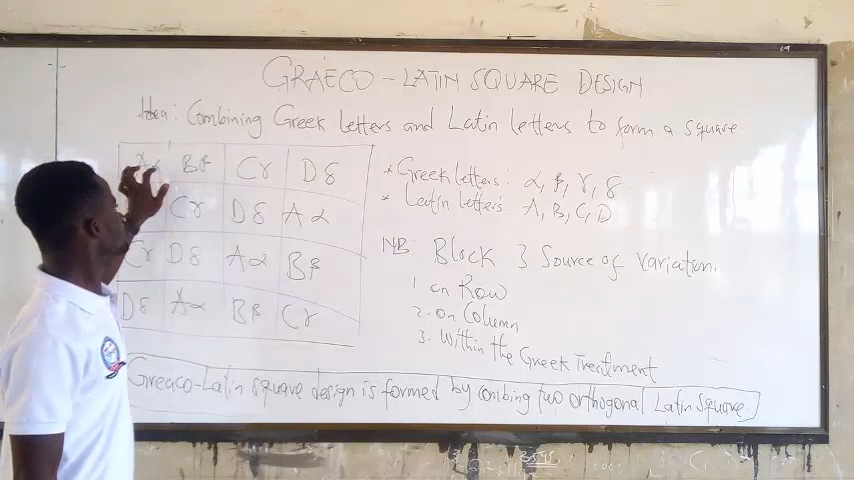 GRAECO-LATIN SQUARE DESIGN
Idea: Combining Greek letters and Latin letters to form a square
Aα Bβ Cγ Dδ
Cγ Dδ Aα
Cγ Dδ Aα Bβ
Dδ Aα Bβ Cγ
* Greek letters: α, β, γ, δ
* Latin letters A, B, C, D
NB: Block 3 Source of variation.
1 on Row
2. on Column
3. Within the Greek Treatment
Greaco-Latin square design is formed by conbing two orthogonal Latin Square.